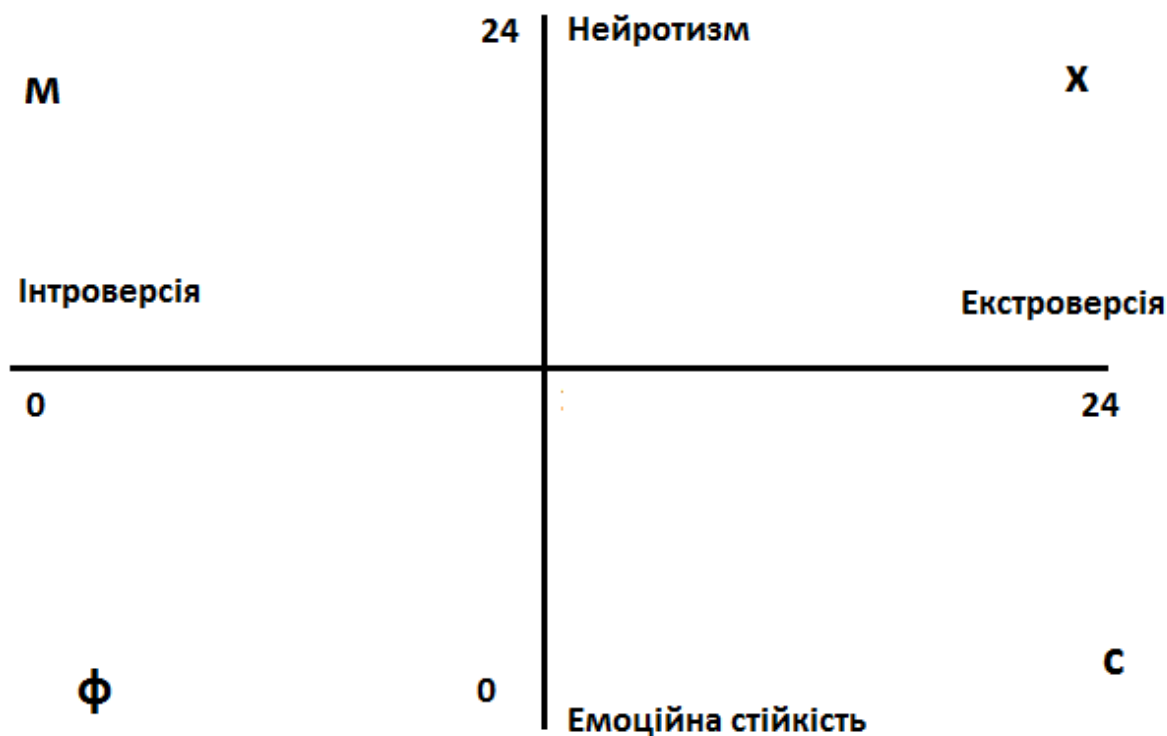 24 Нейротизм
М Х
Інтроверсія
Екстроверсія
0 24
Ф 0 С
Емоційна стійкість